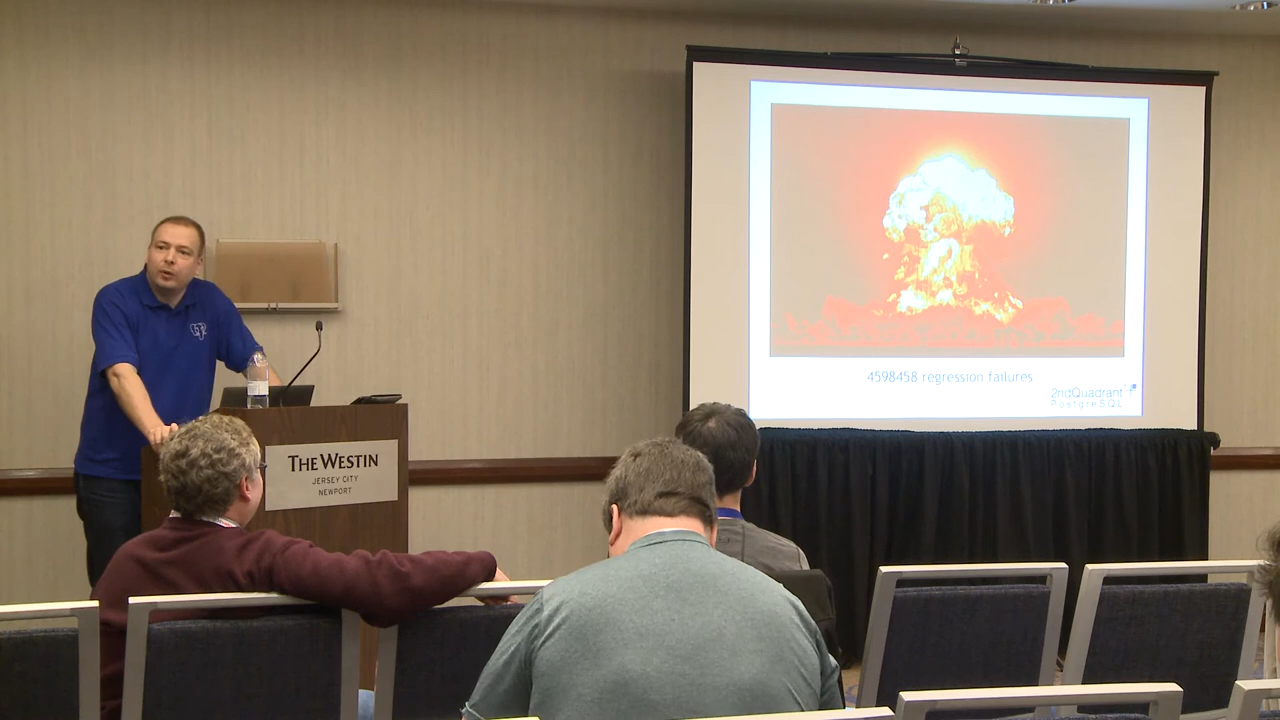 THE WESTIN
JERSEY CITY
NEWPORT
4598458 regression failures
2ndQuadrant
PostgreSQL